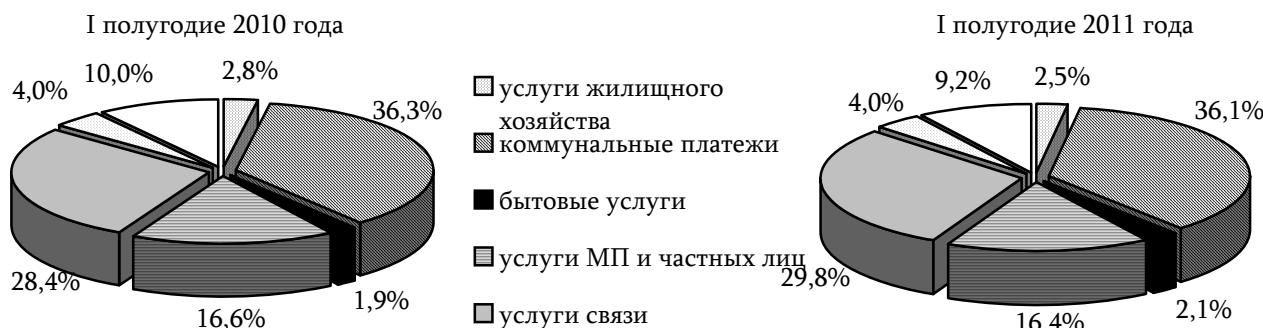 I полугодие 2010 года
I полугодие 2011 года
4,0%
10,0%
2,8%
36,3%
28,4%
16,6%
1,9%
услуги жилищного
хозяйства
коммунальные платежи
бытовые услуги
услуги МП и частных лиц
услуги связи
4,0%
9,2%
2,5%
36,1%
29,8%
16,4%
2,1%